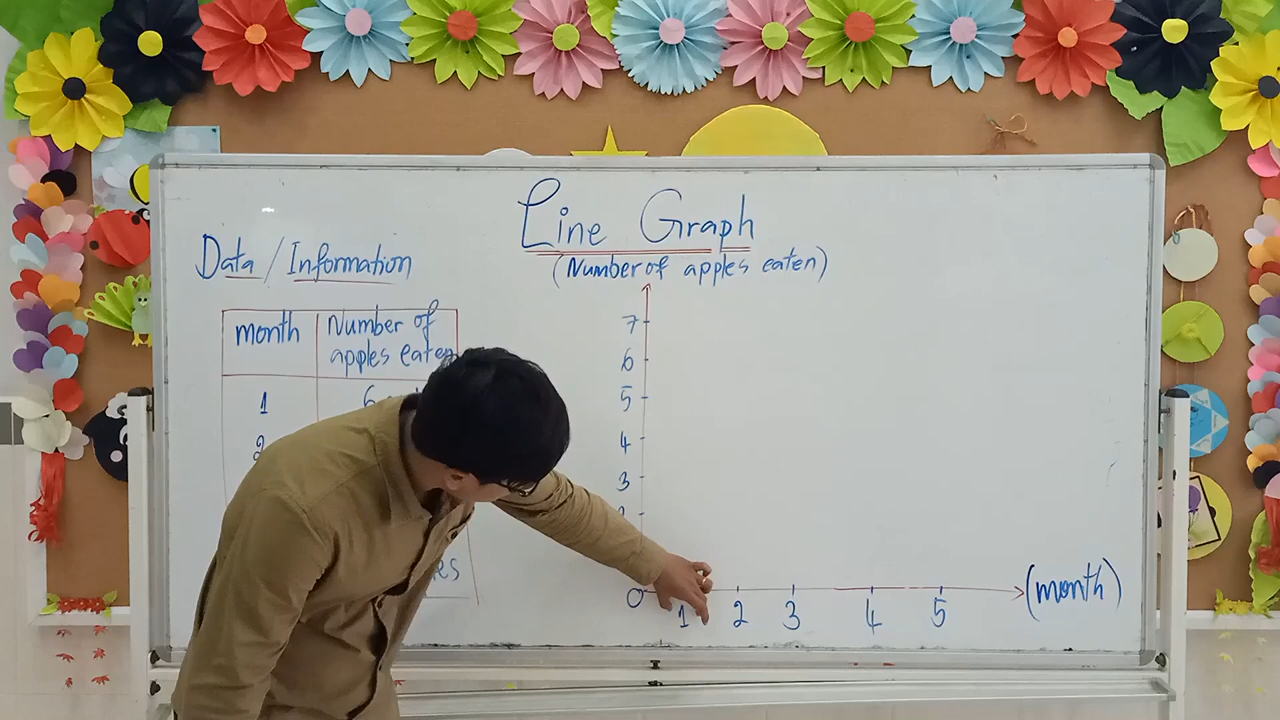 Line Graph
Data / Information
(Number of apples eaten)
month
Number of
apples eaten
1
6
2
7
6
5
4
3
0
1 2 3 4 5
(month)